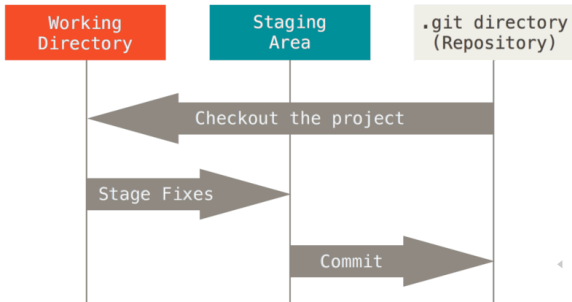 Working
Directory
Staging
Area
.git directory
(Repository)
Checkout the project
Stage Fixes
Commit